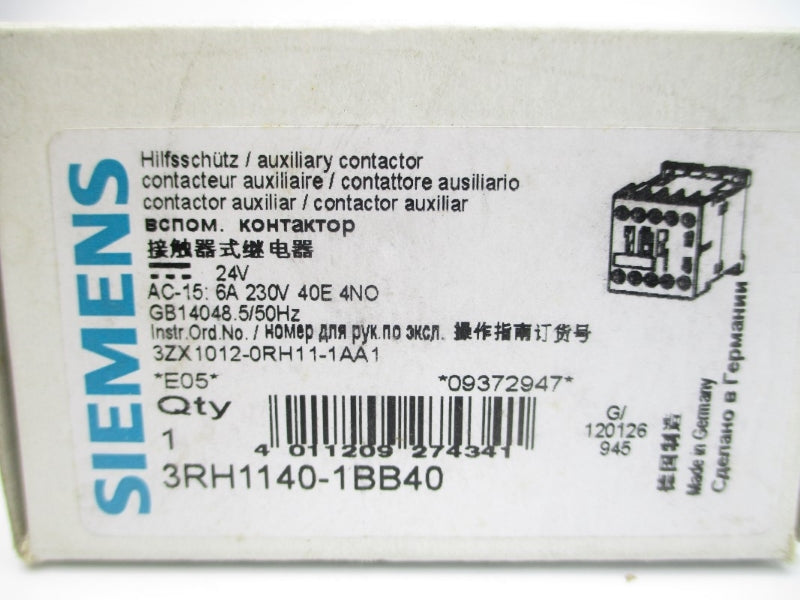 SIEMENS
Hilfsschütz / auxiliary contactor
contacteur auxiliaire / contattore ausiliario
contactor auxiliar / contactor auxiliar
вспом. контактор
接触器式继电器
24V
AC-15: 6A 230V 40E 4NO
GB14048.5/50Hz
Instr.Ord.No. / номер для рук.по эксл. 操作指南订货号
3ZX1012-0RH11-1AA1
*E05* *09372947*
Qty
1
4 011209 274341
3RH1140-1BB40
G/
120126
945
德国制造
Made in Germany
Сделано в Германии